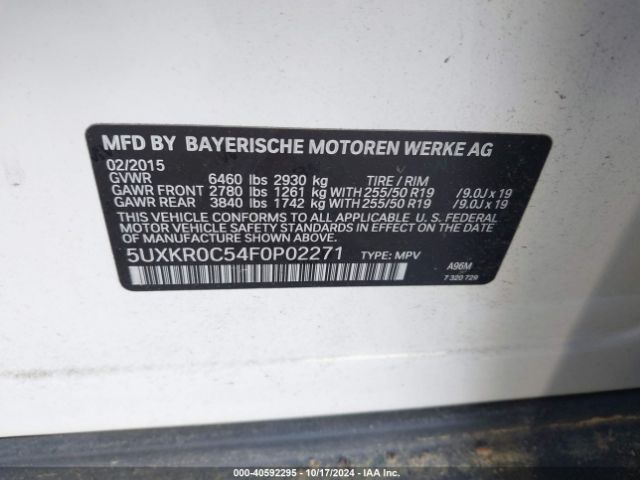 MFD BY BAYERISCHE MOTOREN WERKE AG
02/2015
GVWR 6460 lbs 2930 kg TIRE / RIM
GAWR FRONT 2780 lbs 1261 kg WITH 255/50 R19 / 9.0J x 19
GAWR REAR 3840 lbs 1742 kg WITH 255/50 R19 / 9.0J x 19
THIS VEHICLE CONFORMS TO ALL APPLICABLE U. S. FEDERAL
MOTOR VEHICLE SAFETY STANDARDS IN EFFECT
ON THE DATE OF MANUFACTURE SHOWN ABOVE.
5UXKR0C54F0P02271 TYPE: MPV
A96M
7 320 729
000-40592295 - 10/17/2024 - IAA Inc.